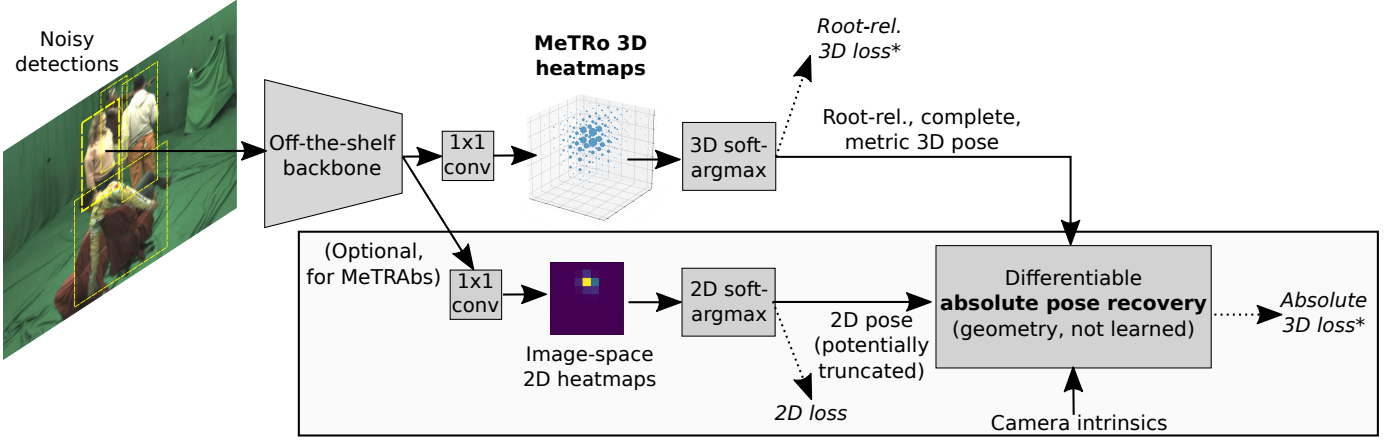 Noisy
detections
Off-the-shelf
backbone
1x1
conv
MeTRo 3D
heatmaps
3D soft-
argmax
Root-rel.
3D loss*
Root-rel., complete,
metric 3D pose
(Optional,
for MeTRAbs)
1x1
conv
Image-space
2D heatmaps
2D soft-
argmax
2D pose
(potentially
truncated)
2D loss
Differentiable
absolute pose recovery
(geometry, not learned)
Camera intrinsics
Absolute
3D loss*